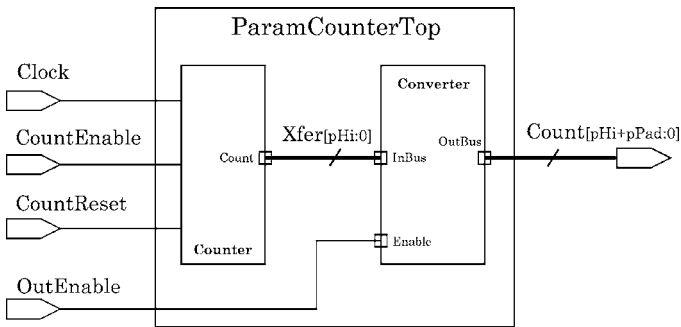 ParamCounterTop
Clock
Converter
CountEnable
Xfer[pHi:0]
OutBus
Count[pHi+pPad:0]
Count
InBus
CountReset
Enable
Counter
OutEnable